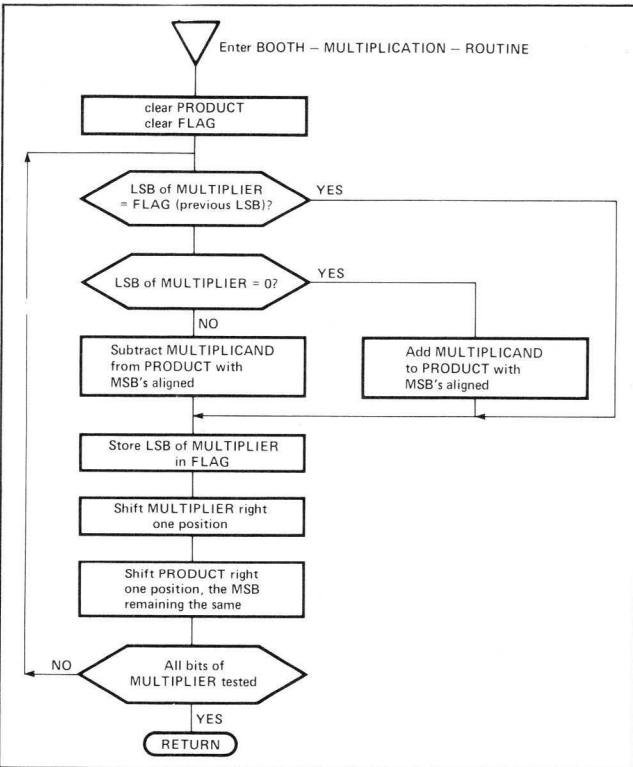 Enter BOOTH – MULTIPLICATION – ROUTINE
clear PRODUCT
clear FLAG
LSB of MULTIPLIER
= FLAG (previous LSB)?
YES
LSB of MULTIPLIER = 0?
YES
NO
Subtract MULTIPLICAND
from PRODUCT with
MSB's aligned
Add MULTIPLICAND
to PRODUCT with
MSB's aligned
Store LSB of MULTIPLIER
in FLAG
Shift MULTIPLIER right
one position
Shift PRODUCT right
one position, the MSB
remaining the same
NO
All bits of
MULTIPLIER tested
YES
RETURN